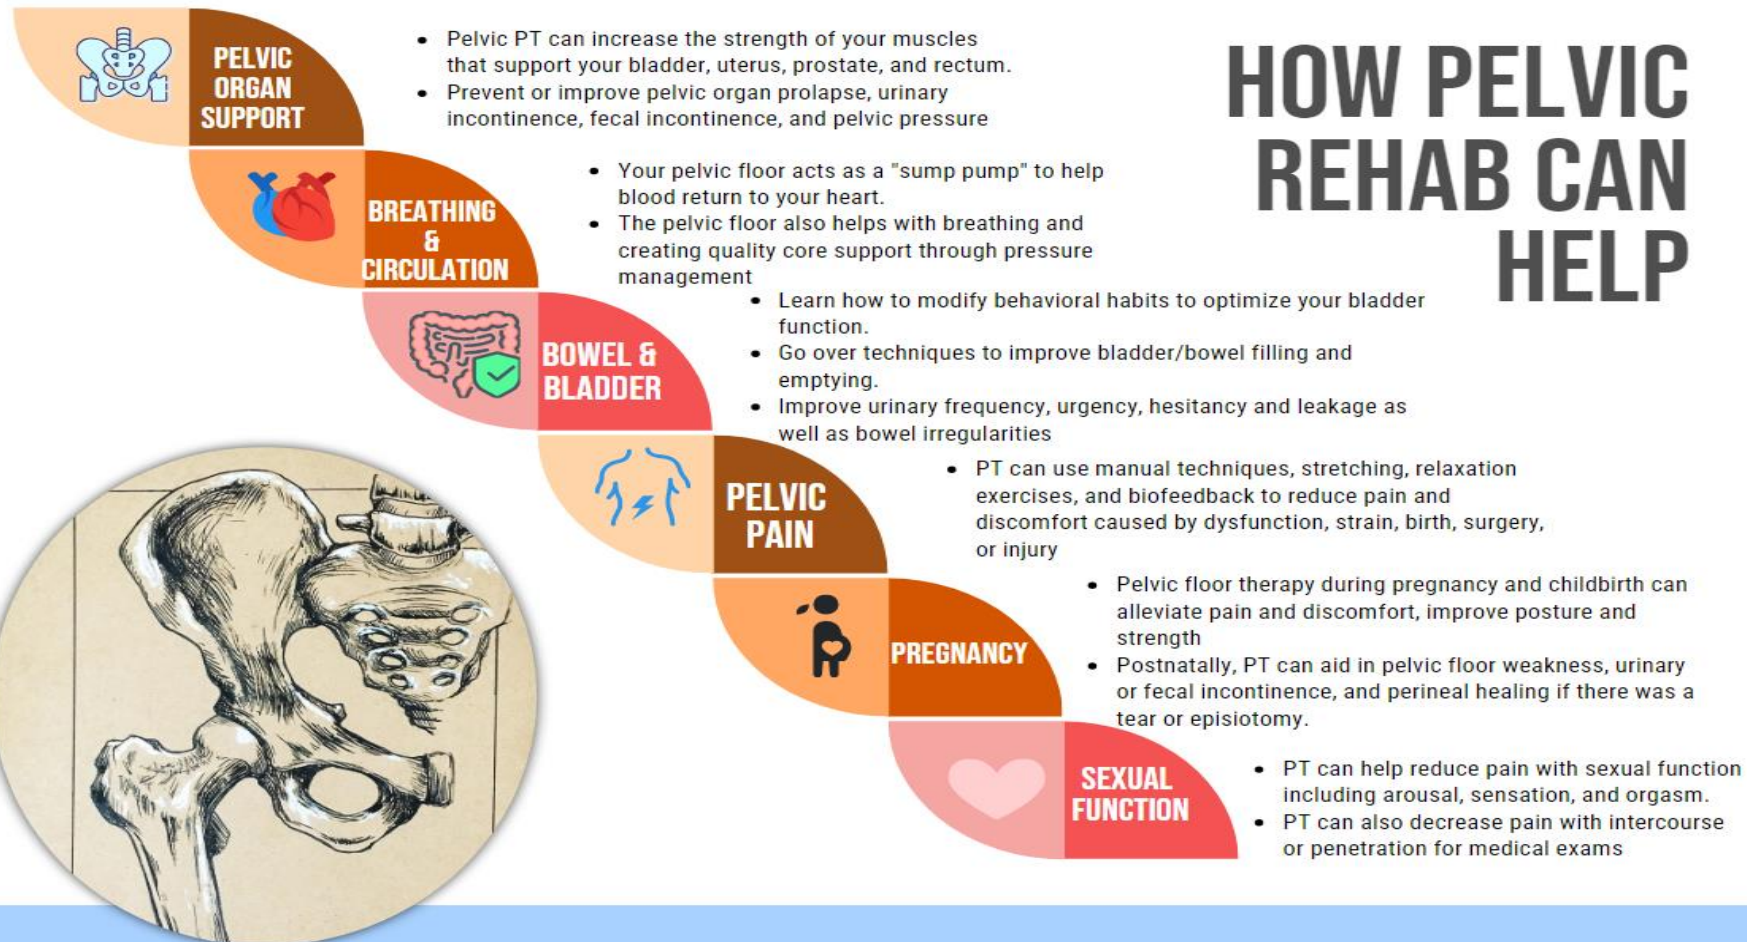 HOW PELVIC
REHAB CAN
HELP
PELVIC
ORGAN
SUPPORT
• Pelvic PT can increase the strength of your muscles
that support your bladder, uterus, prostate, and rectum.
• Prevent or improve pelvic organ prolapse, urinary
incontinence, fecal incontinence, and pelvic pressure
BREATHING
&
CIRCULATION
• Your pelvic floor acts as a "sump pump" to help
blood return to your heart.
• The pelvic floor also helps with breathing and
creating quality core support through pressure
management
BOWEL &
BLADDER
• Learn how to modify behavioral habits to optimize your bladder
function.
• Go over techniques to improve bladder/bowel filling and
emptying.
• Improve urinary frequency, urgency, hesitancy and leakage as
well as bowel irregularities
PELVIC
PAIN
• PT can use manual techniques, stretching, relaxation
exercises, and biofeedback to reduce pain and
discomfort caused by dysfunction, strain, birth, surgery,
or injury
PREGNANCY
• Pelvic floor therapy during pregnancy and childbirth can
alleviate pain and discomfort, improve posture and
strength
• Postnatally, PT can aid in pelvic floor weakness, urinary
or fecal incontinence, and perineal healing if there was a
tear or episiotomy.
SEXUAL
FUNCTION
• PT can help reduce pain with sexual function
including arousal, sensation, and orgasm.
• PT can also decrease pain with intercourse
or penetration for medical exams